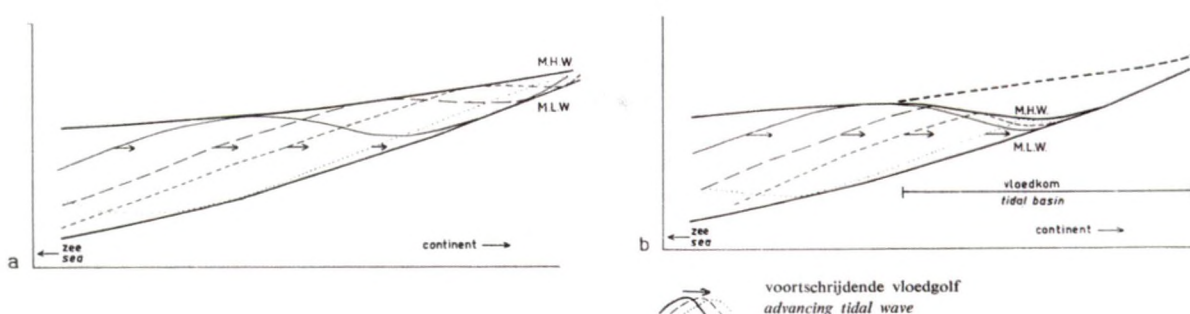 M.H.W.
M.L.W
zee
sea
continent
a
M.H.W.
M.L.W.
vloedkom
tidal basin
zee
sea
continent
b
voortschrijdende vloedgolf
advancing tidal wave